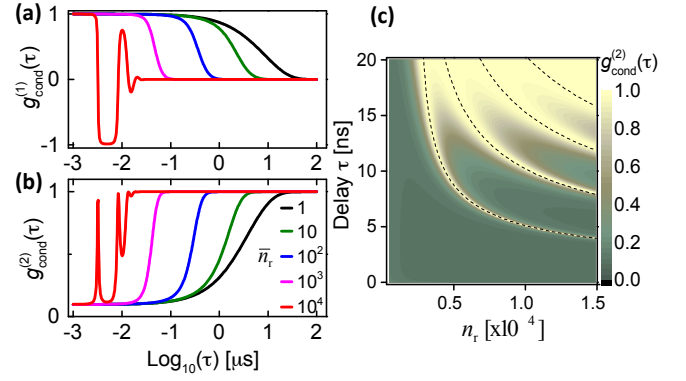 (a)
g(1)cond(τ)
1
0
-1
-3 -2 -1 0 1 2
(b)
g(2)cond(τ)
1
0
n̄r
1
10
10²
10³
10⁴
-3 -2 -1 0 1 2
Log10(τ) [μs]
(c)
g(2)cond(τ)
Delay τ [ns]
20
15
10
5
0
0.5 1.0 1.5
nr [x10⁻⁴]
1.0
0.8
0.6
0.4
0.2
0.0